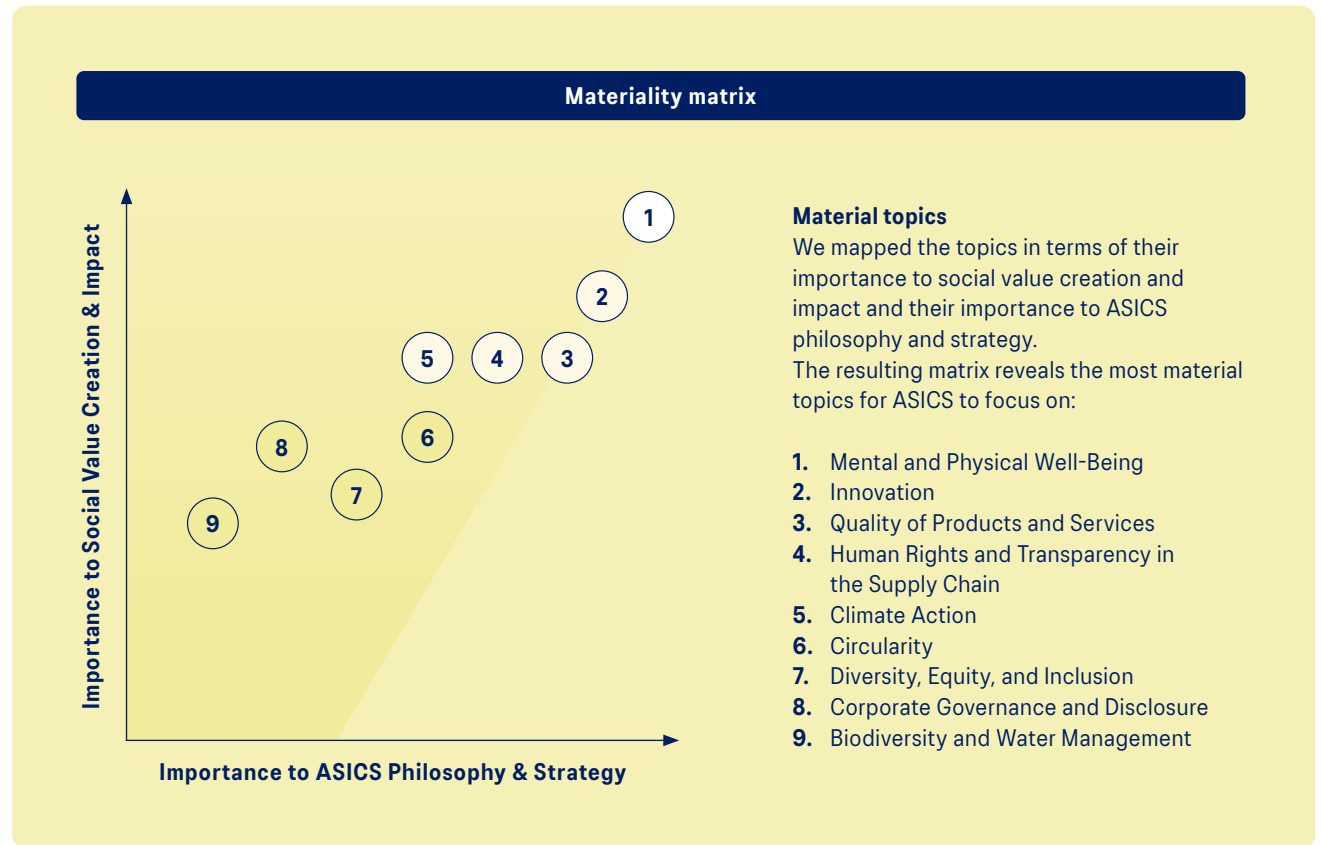 Materiality matrix
Importance to Social Value Creation & Impact
1
2
5 4 3
6
8
7
9
Importance to ASICS Philosophy & Strategy
Material topics
We mapped the topics in terms of their
importance to social value creation and
impact and their importance to ASICS
philosophy and strategy.
The resulting matrix reveals the most material
topics for ASICS to focus on:
1. Mental and Physical Well-Being
2. Innovation
3. Quality of Products and Services
4. Human Rights and Transparency in
the Supply Chain
5. Climate Action
6. Circularity
7. Diversity, Equity, and Inclusion
8. Corporate Governance and Disclosure
9. Biodiversity and Water Management